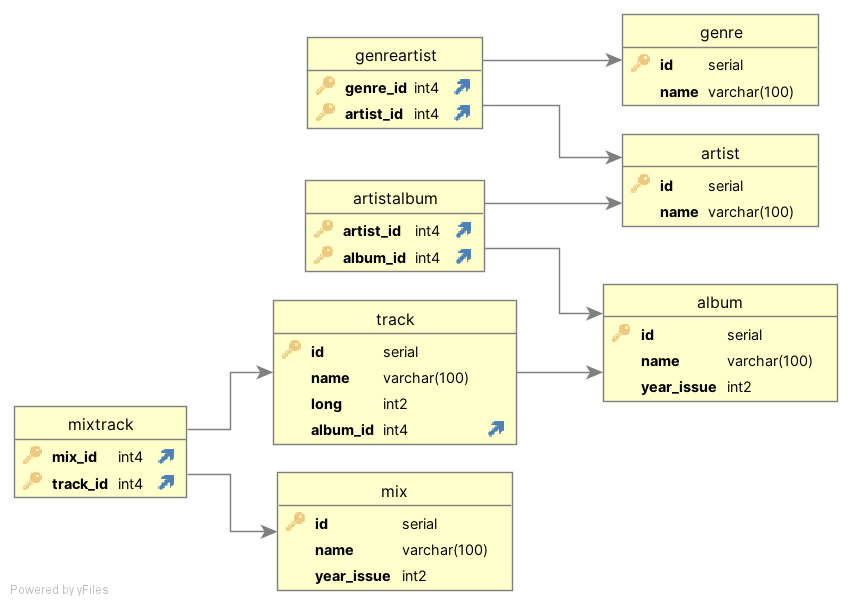 genre
id serial
name varchar(100)
genreartist
genre_id int4
artist_id int4
artist
id serial
name varchar(100)
artistalbum
artist_id int4
album_id int4
album
id serial
name varchar(100)
year_issue int2
track
id serial
name varchar(100)
long int2
album_id int4
mixtrack
mix_id int4
track_id int4
mix
id serial
name varchar(100)
year_issue int2
Powered by yFiles